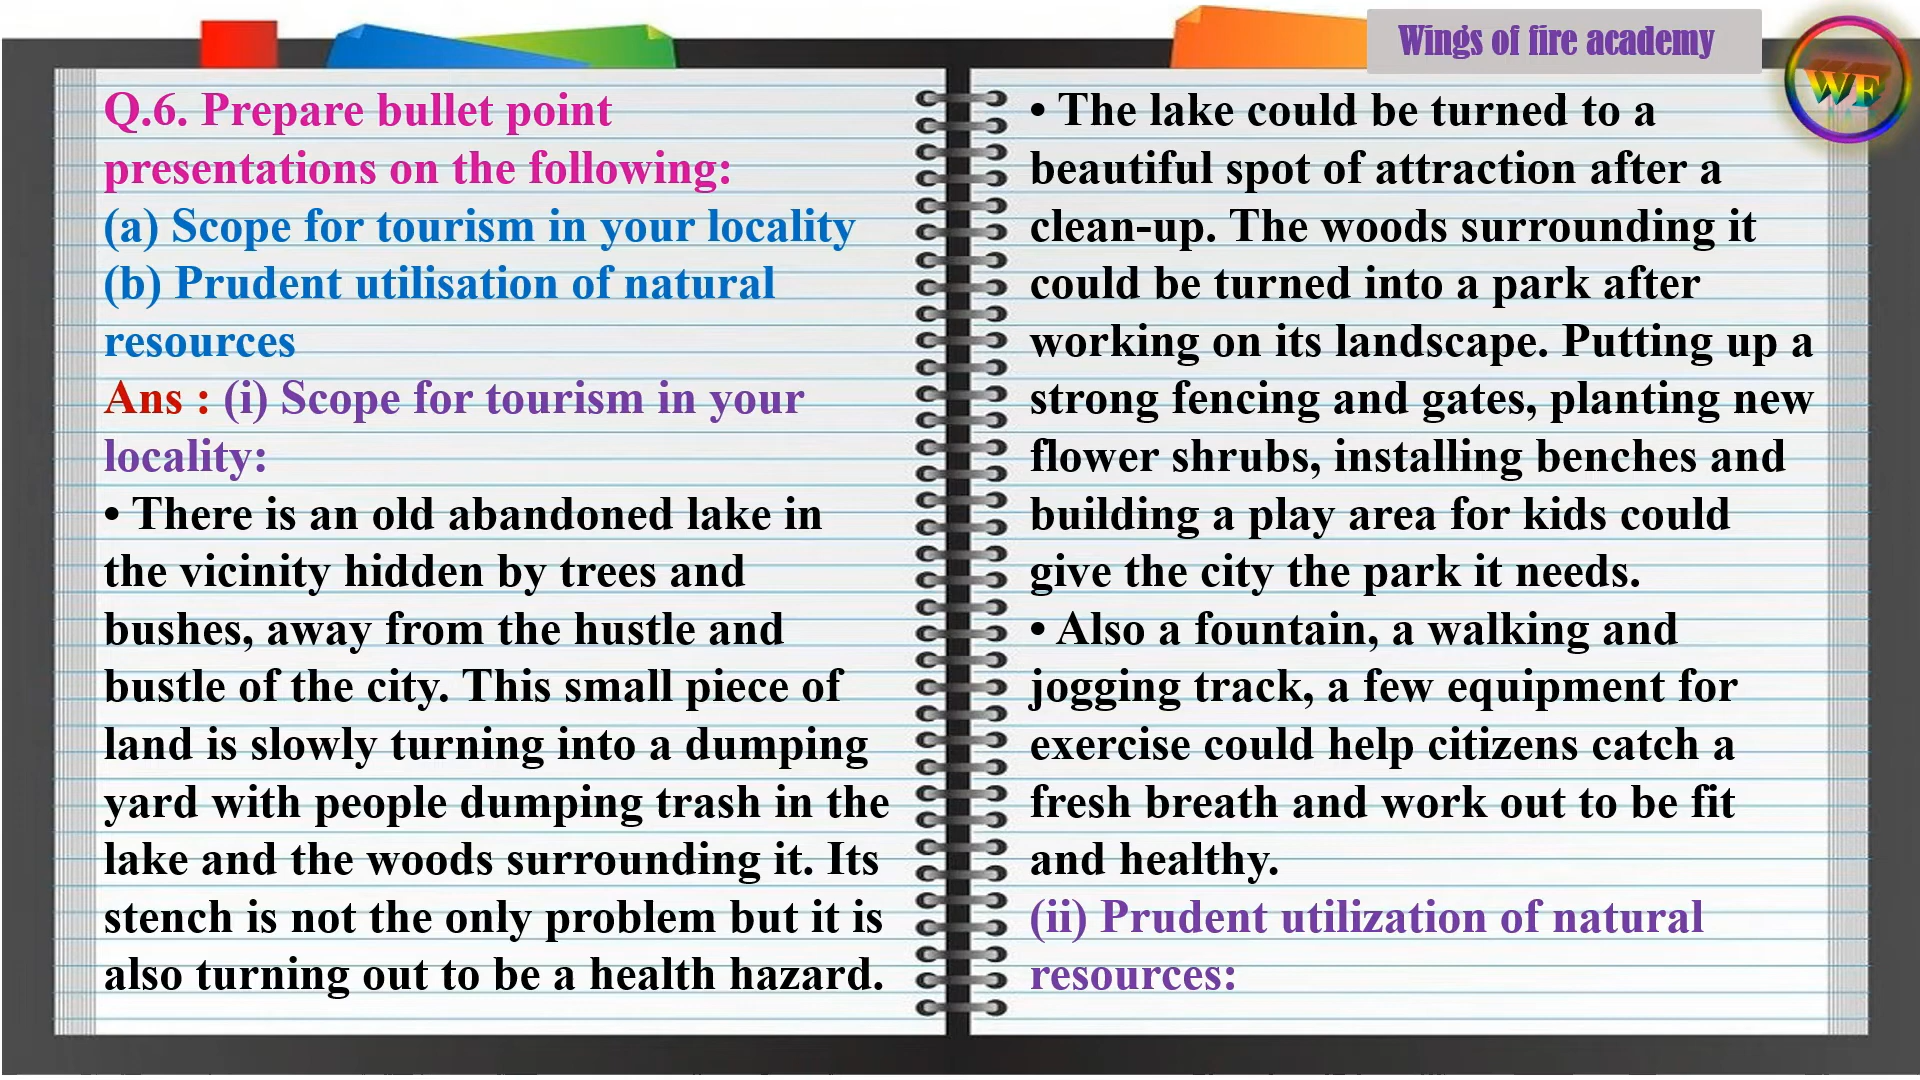 Wings of fire academy
WF
Q.6. Prepare bullet point
presentations on the following:
(a) Scope for tourism in your locality
(b) Prudent utilisation of natural
resources
Ans : (i) Scope for tourism in your
locality:
• There is an old abandoned lake in
the vicinity hidden by trees and
bushes, away from the hustle and
bustle of the city. This small piece of
land is slowly turning into a dumping
yard with people dumping trash in the
lake and the woods surrounding it. Its
stench is not the only problem but it is
also turning out to be a health hazard.
• The lake could be turned to a
beautiful spot of attraction after a
clean-up. The woods surrounding it
could be turned into a park after
working on its landscape. Putting up a
strong fencing and gates, planting new
flower shrubs, installing benches and
building a play area for kids could
give the city the park it needs.
• Also a fountain, a walking and
jogging track, a few equipment for
exercise could help citizens catch a
fresh breath and work out to be fit
and healthy.
(ii) Prudent utilization of natural
resources: